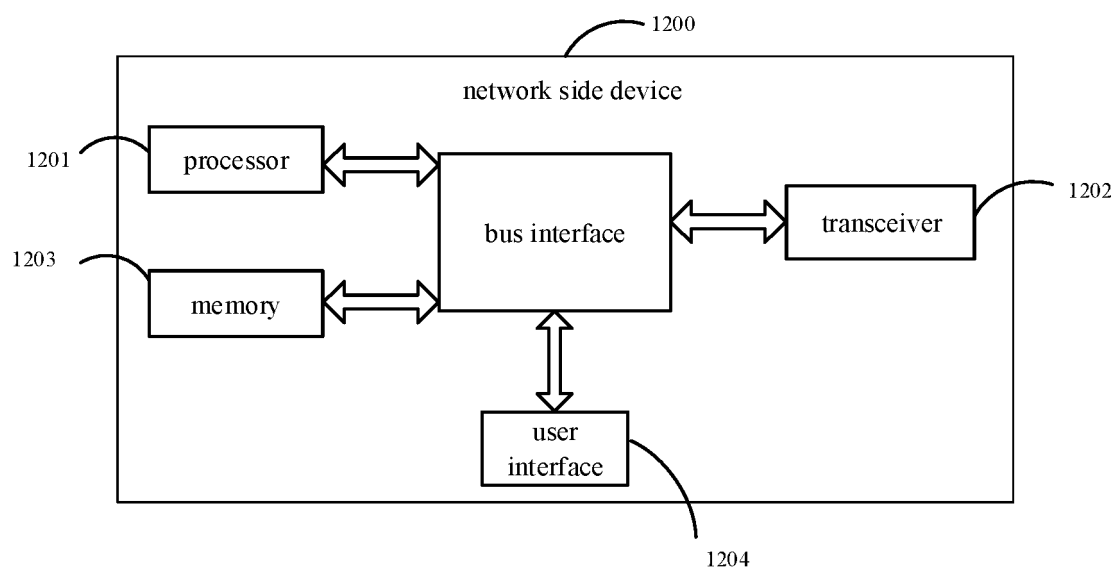 1200
network side device
1201
processor
bus interface
transceiver
1202
1203
memory
user
interface
1204